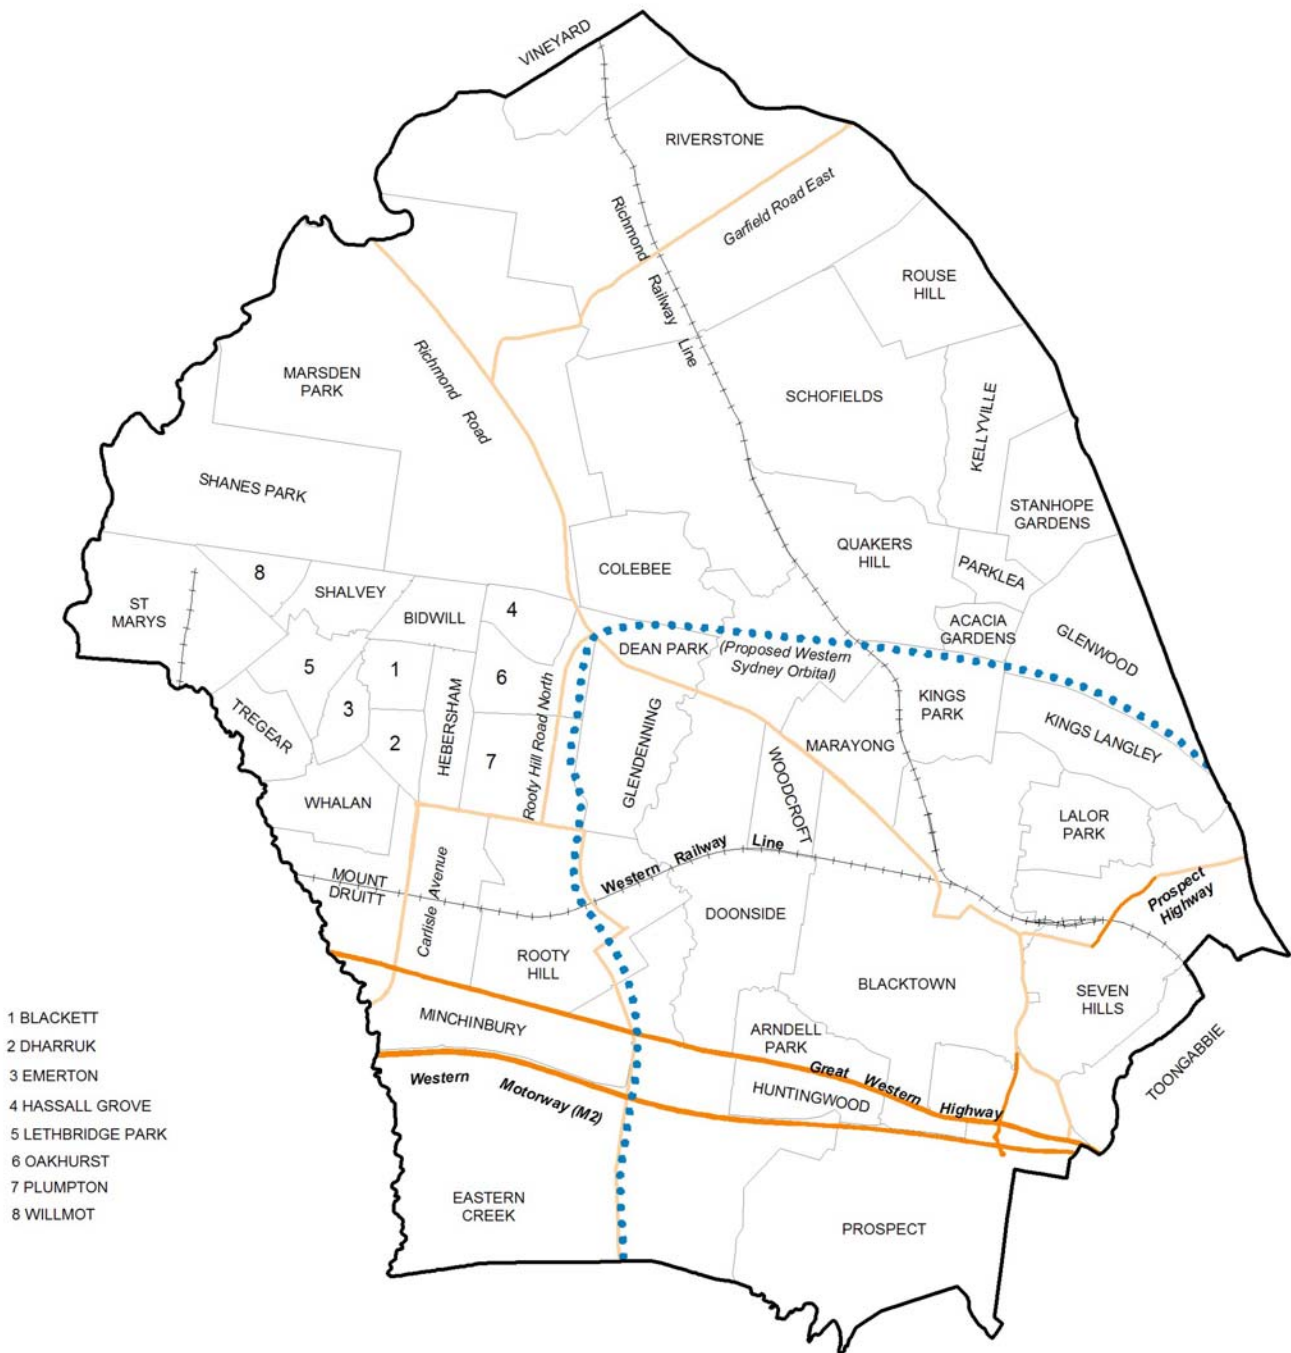 VINEYARD
RIVERSTONE
Garfield Road East
Richmond Railway Line
ROUSE
HILL
MARSDEN
PARK
Richmond Road
SCHOFIELDS
KELLYVILLE
SHANES PARK
STANHOPE
GARDENS
QUAKERS
HILL
PARKLEA
COLEBEE
8
SHALVEY
ST
MARYS
BIDWILL
4
ACACIA
GARDENS
GLENWOOD
DEAN PARK
(Proposed Western
Sydney Orbital)
5
1
6
HEBERSHAM
Rooty Hill Road North
KINGS
PARK
TREGEAR
3
2
7
GLENDENNING
MARAYONG
KINGS LANGLEY
WOODCROFT
WHALAN
LALOR
PARK
Western Railway Line
MOUNT
DRUITT
Carlisle Avenue
Prospect
Highway
DOONSIDE
ROOTY
HILL
BLACKTOWN
SEVEN
HILLS
MINCHINBURY
ARNDELL
PARK
TOONGABBIE
Great Western Highway
HUNTINGWOOD
Western Motorway (M2)
EASTERN
CREEK
PROSPECT
1 BLACKETT
2 DHARRUK
3 EMERTON
4 HASSALL GROVE
5 LETHBRIDGE PARK
6 OAKHURST
7 PLUMPTON
8 WILLMOT